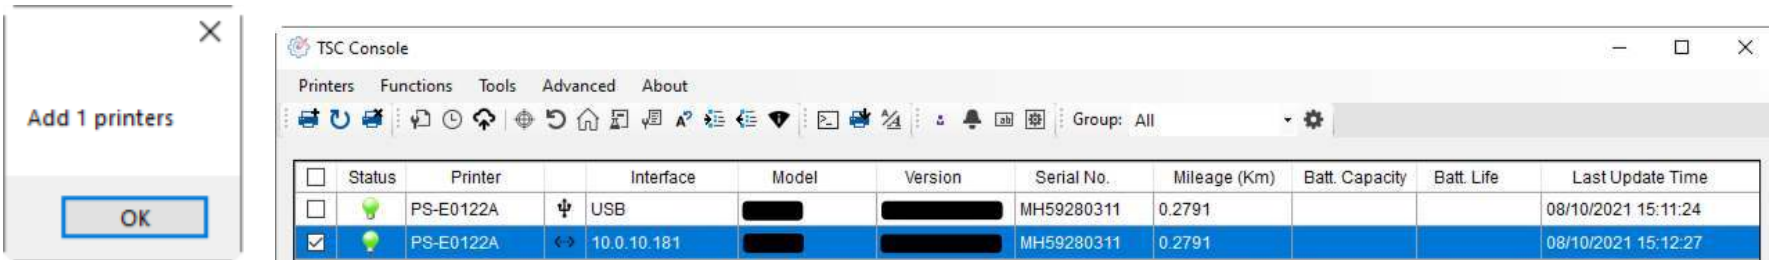 Add 1 printers
OK
TSC Console
Printers Functions Tools Advanced About
Group: All
Status Printer Interface Model Version Serial No. Mileage (Km) Batt. Capacity Batt. Life Last Update Time
PS-E0122A USB MH59280311 0.2791 08/10/2021 15:11:24
PS-E0122A 10.0.10.181 MH59280311 0.2791 08/10/2021 15:12:27